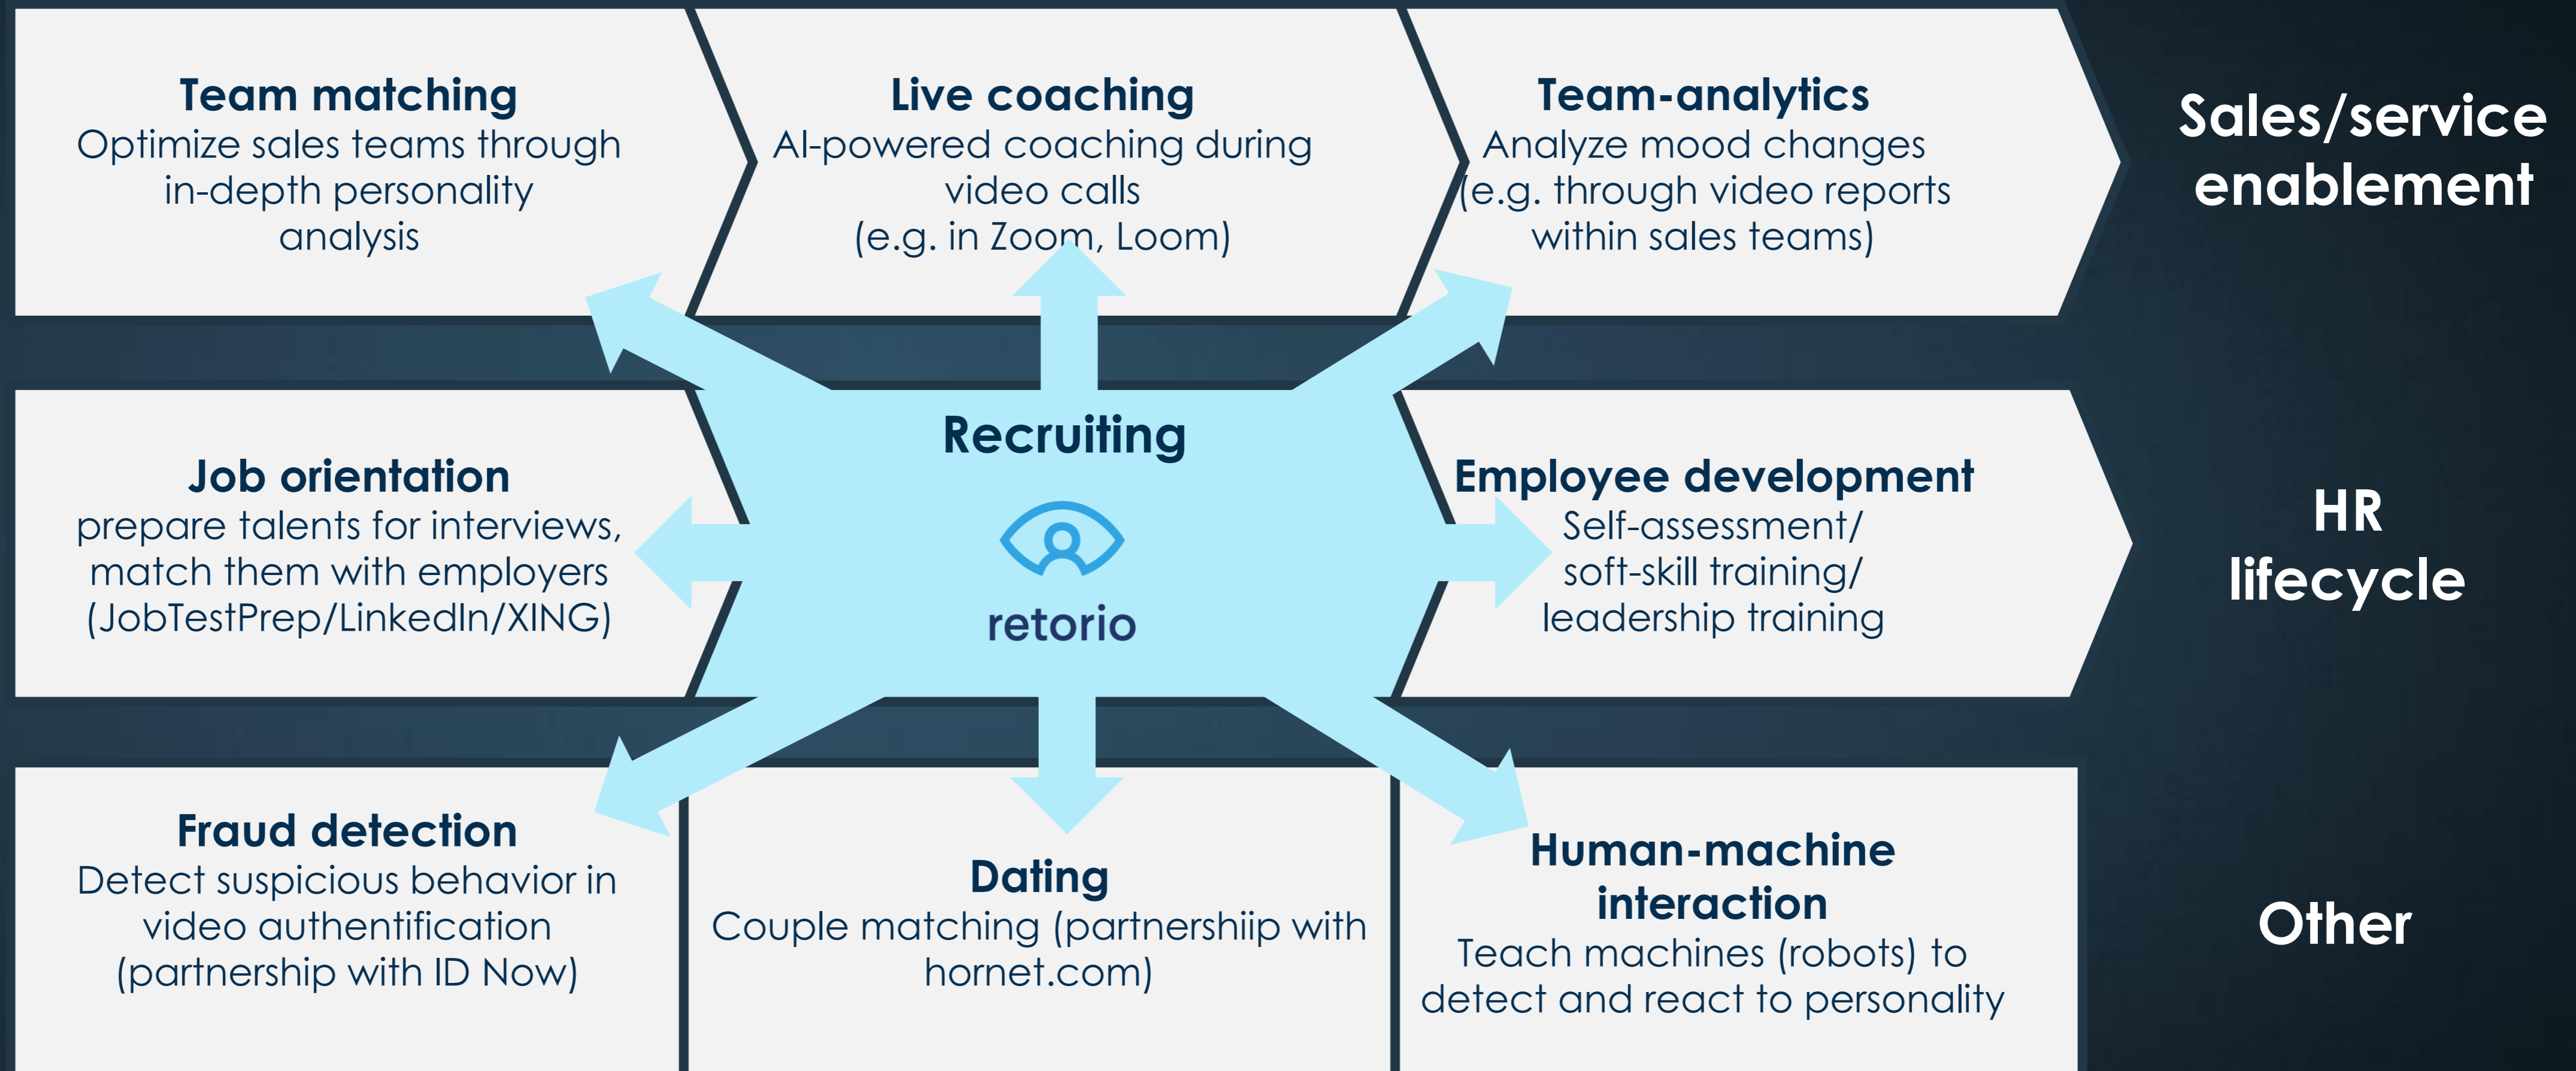 Team matching
Optimize sales teams through
in-depth personality
analysis
Live coaching
AI-powered coaching during
video calls
(e.g. in Zoom, Loom)
Team-analytics
Analyze mood changes
(e.g. through video reports
within sales teams)
Sales/service
enablement
Job orientation
prepare talents for interviews,
match them with employers
(JobTestPrep/LinkedIn/XING)
Recruiting
retorio
Employee development
Self-assessment/
soft-skill training/
leadership training
HR
lifecycle
Fraud detection
Detect suspicious behavior in
video authentification
(partnership with ID Now)
Dating
Couple matching (partnershiip with
hornet.com)
Human-machine
interaction
Teach machines (robots) to
detect and react to personality
Other